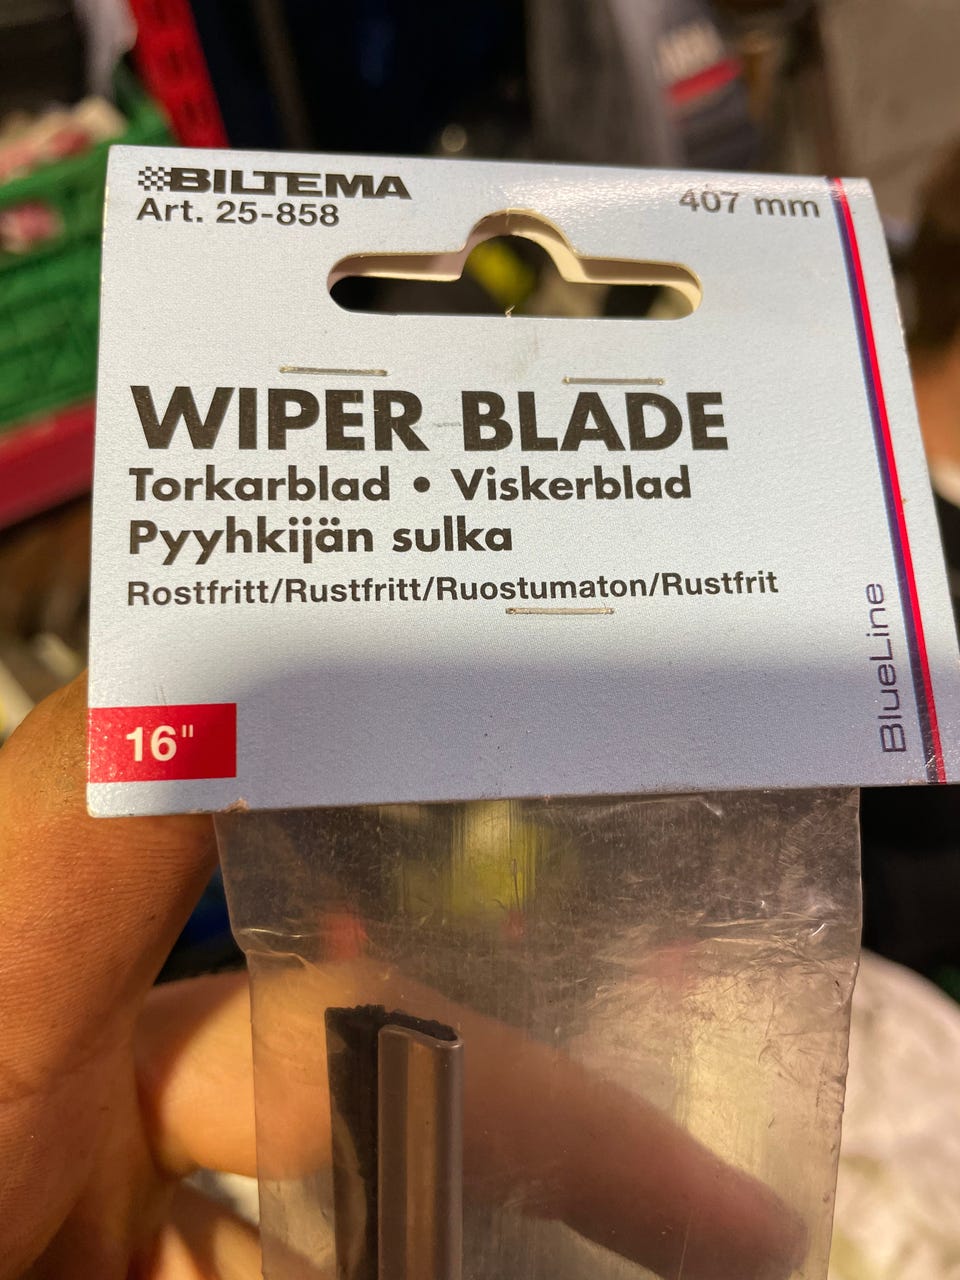 BILTEMA
Art. 25-858
407 mm
WIPER BLADE
Torkarblad • Viskerblad
Pyyhkijän sulka
Rostfritt/Rustfritt/Ruostumaton/Rustfrit
BlueLine
16"